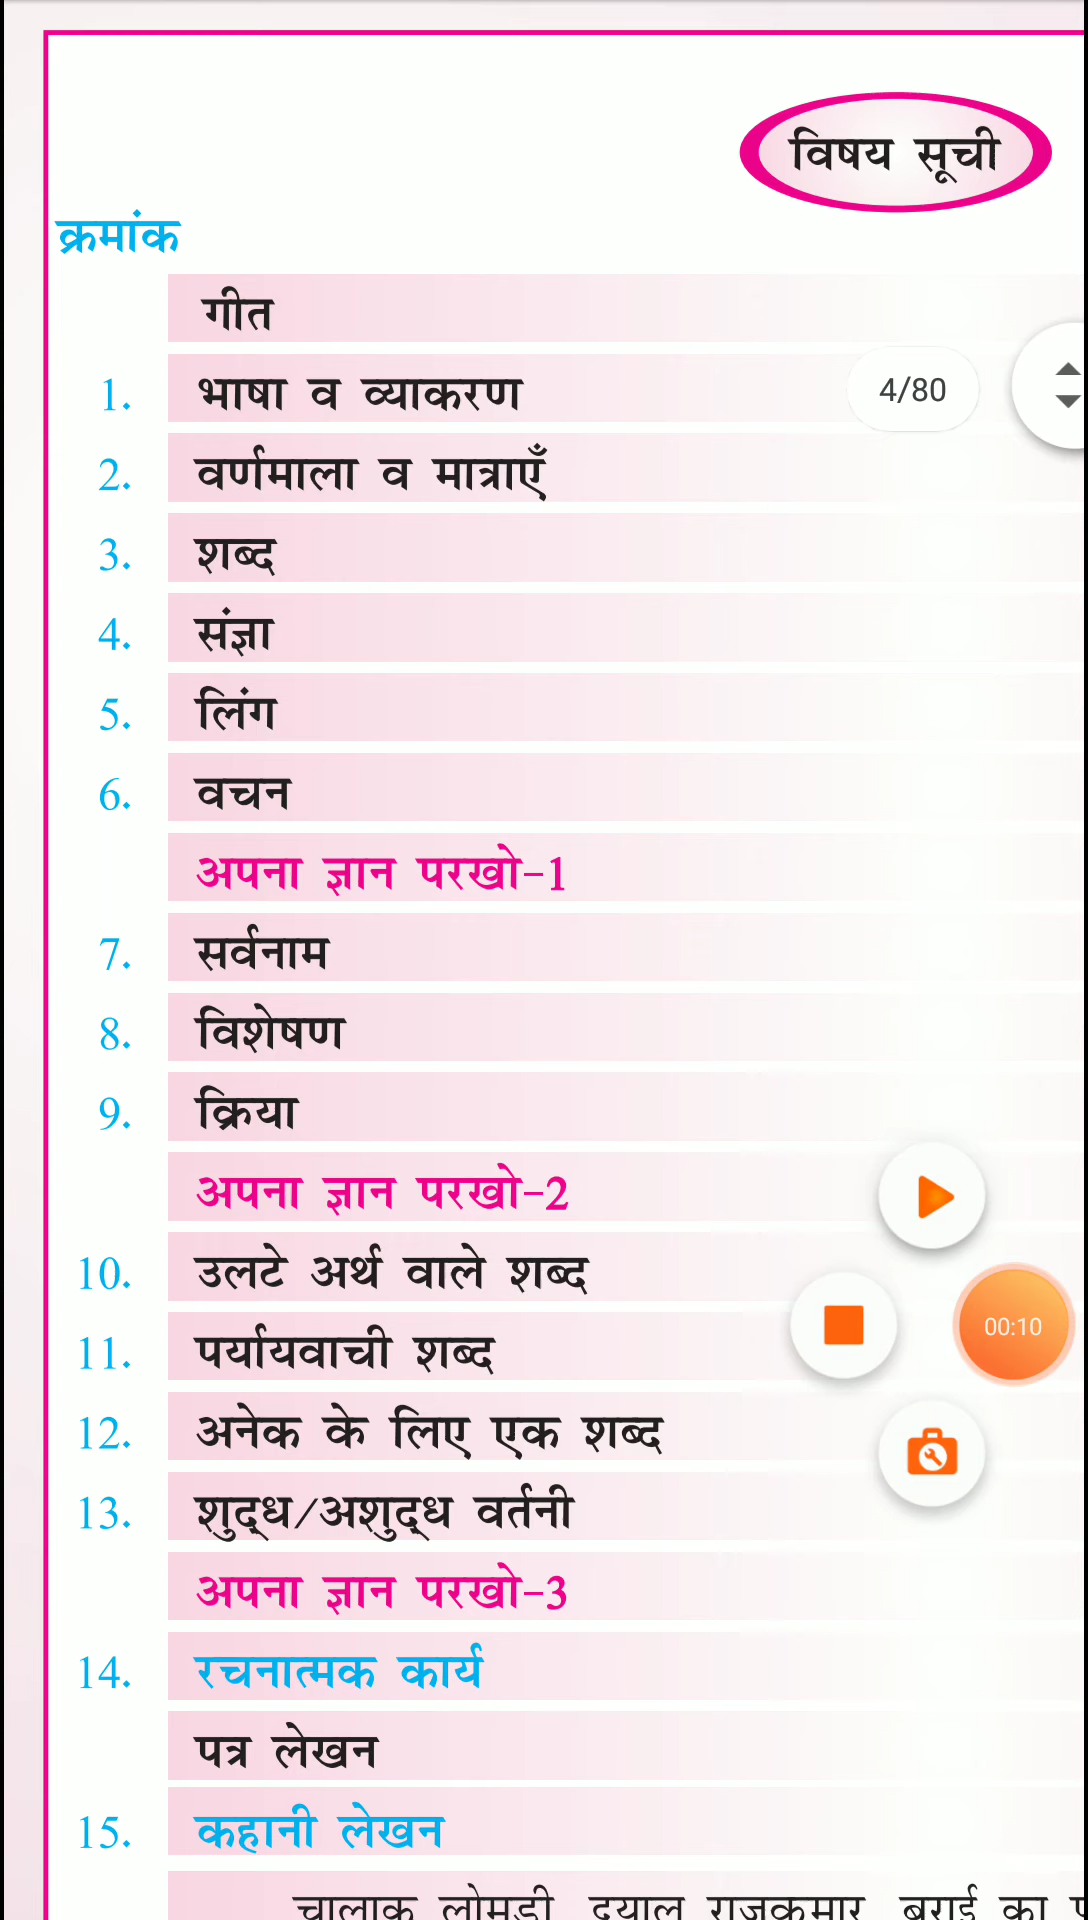 विषय सूची
क्रमांक
गीत
1. भाषा व व्याकरण
4/80
2. वर्णमाला व मात्राएँ
3. शब्द
4. संज्ञा
5. लिंग
6. वचन
अपना ज्ञान परखो-1
7. सर्वनाम
8. विशेषण
9. क्रिया
अपना ज्ञान परखो-2
10. उलटे अर्थ वाले शब्द
00:10
11. पर्यायवाची शब्द
12. अनेक के लिए एक शब्द
13. शुद्ध/अशुद्ध वर्तनी
अपना ज्ञान परखो-3
14. रचनात्मक कार्य
पत्र लेखन
15. कहानी लेखन
चालाक लोमड़ी दयालु राजकुमार बुराई का